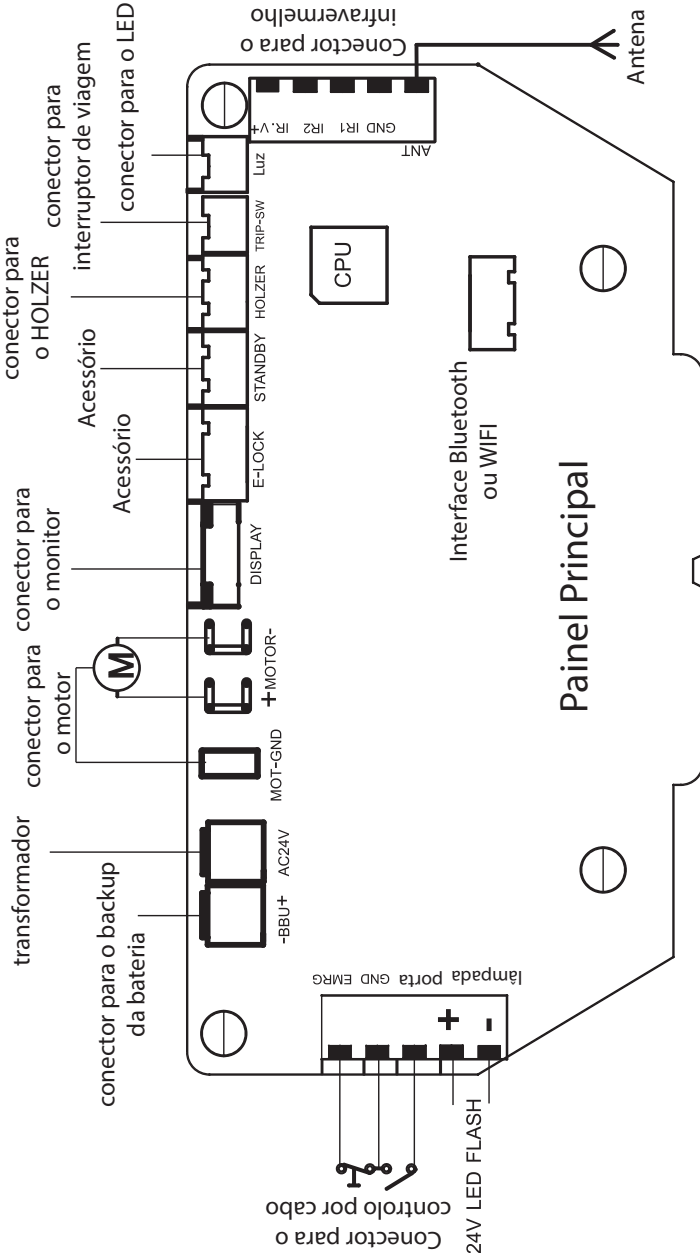 transformador
conector para o backup
da bateria
conector para
o motor
conector para
o monitor
Acessório
Acessório
conector para
o HOLZER
conector para
interruptor de viagem
conector para o LED
Conector para o
infravermelho
Antena
M
-BBU+
AC24V
MOT-GND
+MOTOR-
DISPLAY
E-LOCK
STANDBY
HOLZER
TRIP-SW
Luz
IR.V+
IR2
IR1
GND
ANT
CPU
Interface Bluetooth
ou WIFI
Painel Principal
EMRG
GND
porta
lâmpada
+
-
Conector para o
controlo por cabo
24V LED FLASH